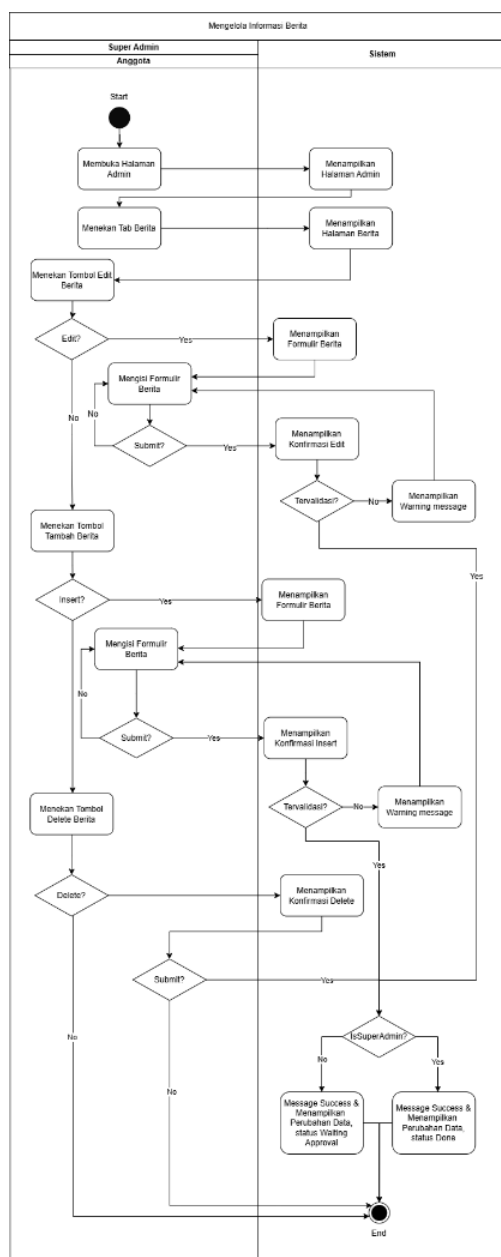 Mengelola Informasi Berita
Super Admin
Anggota
Sistem
Start
Membuka Halaman
Admin
Menampilkan
Halaman Admin
Menekan Tab Berita
Menampilkan
Halaman Berita
Menekan Tombol Edit
Berita
Edit?
Yes
Menampilkan
Formulir Berita
No
Mengisi Formulir
Berita
No
Submit?
Yes
Menampilkan
Konfirmasi Edit
Tervalidasi?
No
Menampilkan
Warning message
Yes
Menekan Tombol
Tambah Berita
Insert?
Yes
Menampilkan
Formulir Berita
Mengisi Formulir
Berita
No
Submit?
Yes
Menampilkan
Konfirmasi Insert
Tervalidasi?
No
Menampilkan
Warning message
Yes
Menekan Tombol
Delete Berita
Delete?
Menampilkan
Konfirmasi Delete
Submit?
Yes
No
No
IsSuperAdmin?
No
Yes
Message Success &
Menampilkan
Perubahan Data,
status Waiting
Approval
Message Success &
Menampilkan
Perubahan Data,
status Done
End